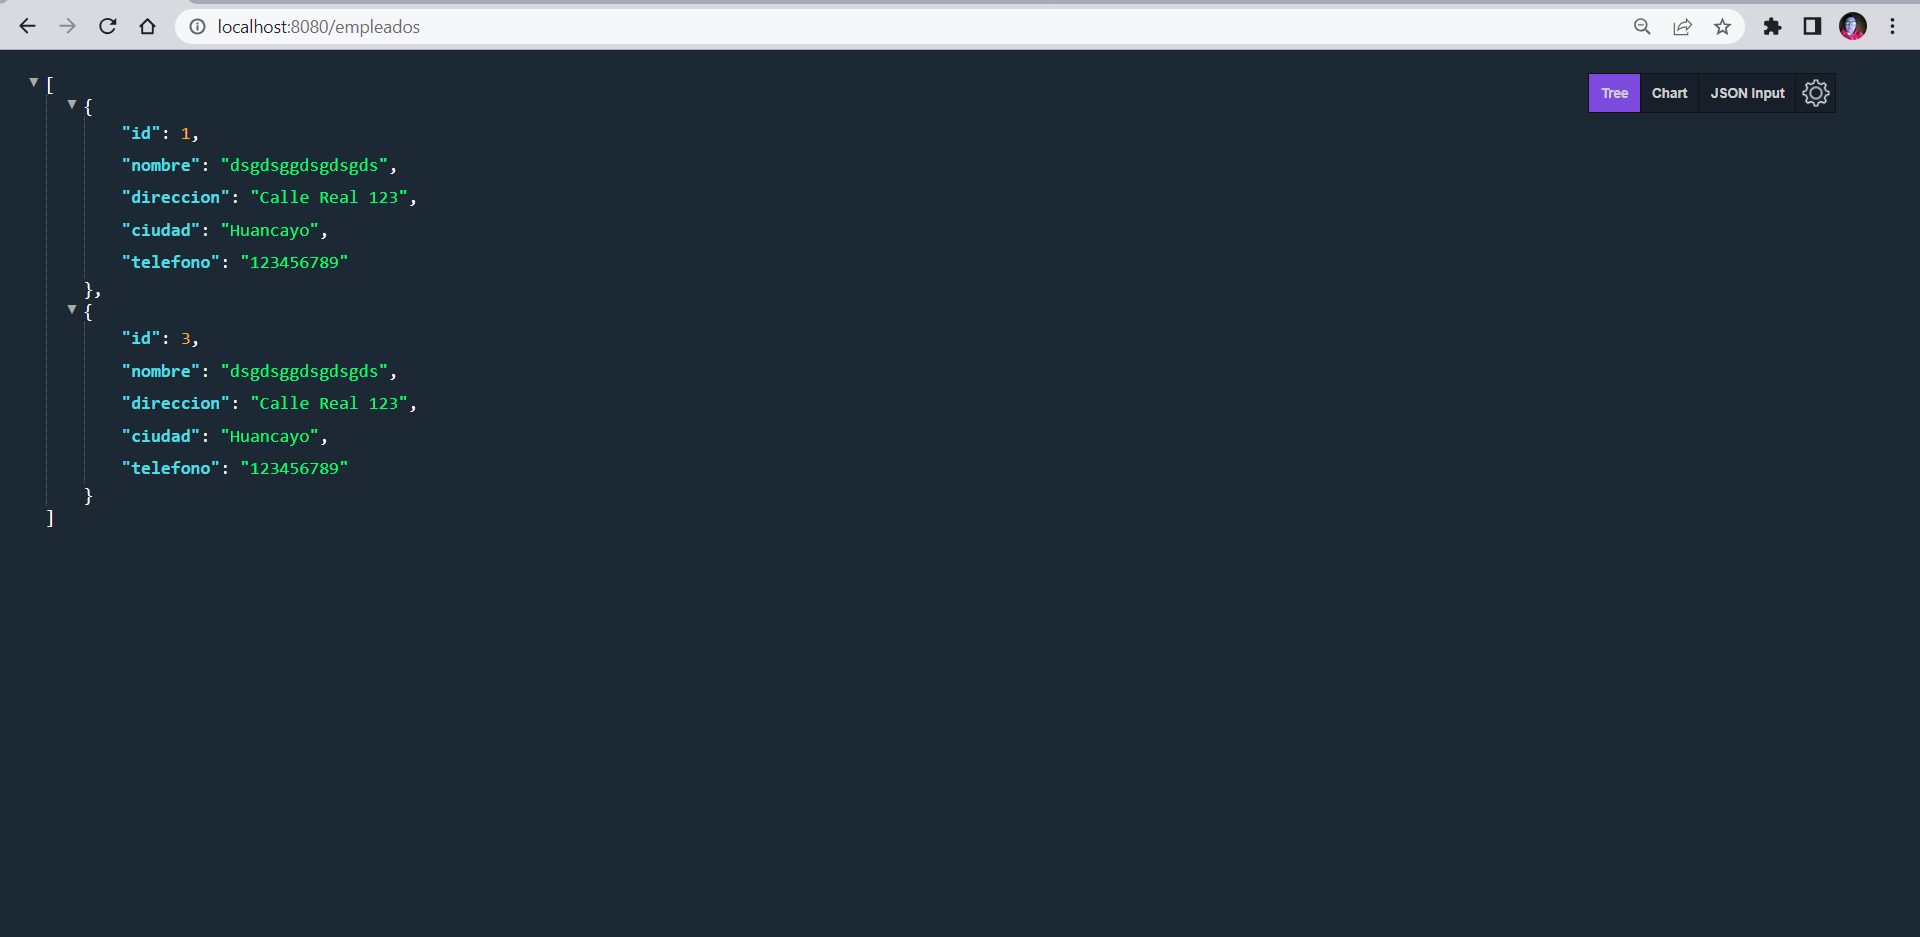 localhost:8080/empleados
Tree Chart JSON Input
[
{
"id": 1,
"nombre": "dsgdsggdsgdsgds",
"direccion": "Calle Real 123",
"ciudad": "Huancayo",
"telefono": "123456789"
},
{
"id": 3,
"nombre": "dsgdsggdsgdsgds",
"direccion": "Calle Real 123",
"ciudad": "Huancayo",
"telefono": "123456789"
}
]